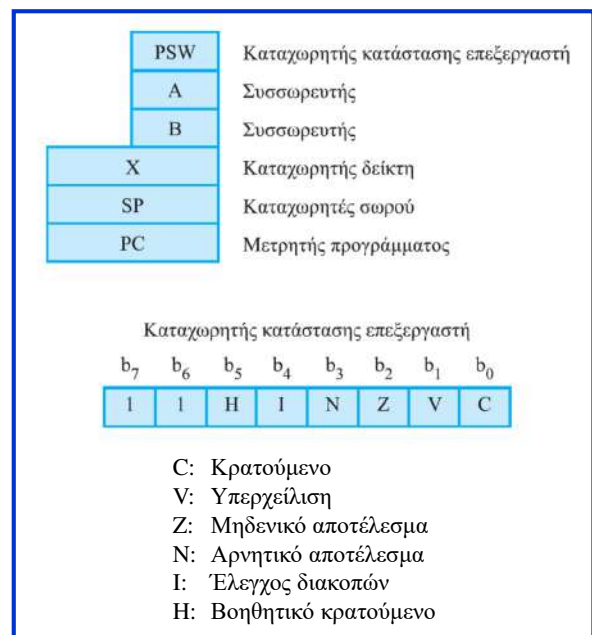 PSW Καταχωρητής κατάστασης επεξεργαστή
A Συσσωρευτής
B Συσσωρευτής
X Καταχωρητής δείκτη
SP Καταχωρητές σωρού
PC Μετρητής προγράμματος
Καταχωρητής κατάστασης επεξεργαστή
b7 b6 b5 b4 b3 b2 b1 b0
1 1 H I N Z V C
C: Κρατούμενο
V: Υπερχείλιση
Z: Μηδενικό αποτέλεσμα
N: Αρνητικό αποτέλεσμα
I: Έλεγχος διακοπών
H: Βοηθητικό κρατούμενο